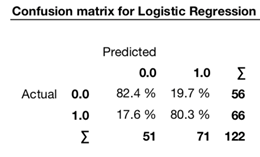 Confusion matrix for Logistic Regression
Predicted
0.0 1.0 ∑
Actual 0.0 82.4 % 19.7 % 56
1.0 17.6 % 80.3 % 66
∑ 51 71 122